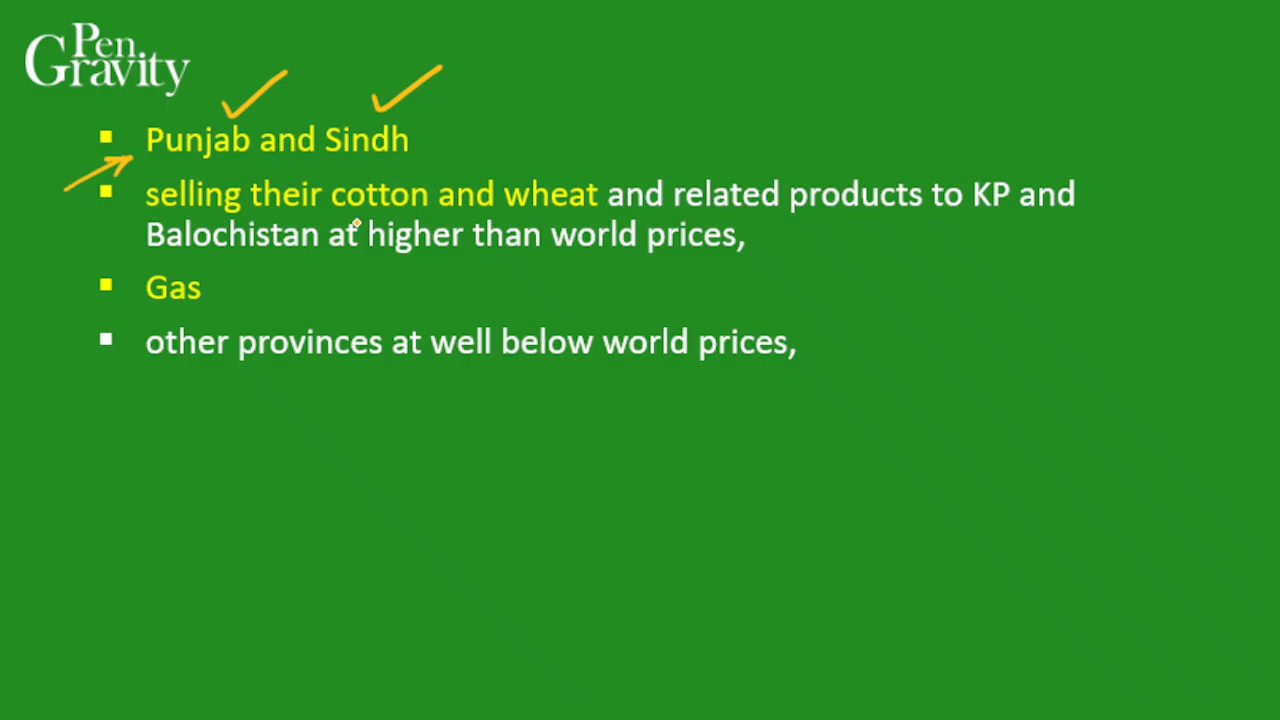 Pen
Gravity
Punjab and Sindh
selling their cotton and wheat and related products to KP and
Balochistan at higher than world prices,
Gas
other provinces at well below world prices,